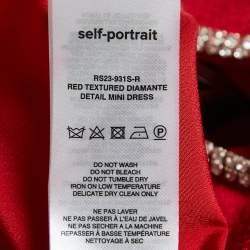 self-portrait
RS23-931S-R
RED TEXTURED DIAMANTE
DETAIL MINI DRESS
DO NOT WASH
DO NOT BLEACH
DO NOT TUMBLE DRY
IRON ON LOW TEMPERATURE
DELICATE DRY CLEAN ONLY
NE PAS LAVER
NE PAS PASSER A L'EAU DE JAVEL
NE PAS SECHER A LA MACHINE
REPASSER À BASSE TEMPÉRATURE
NETTOYAGE À SEC